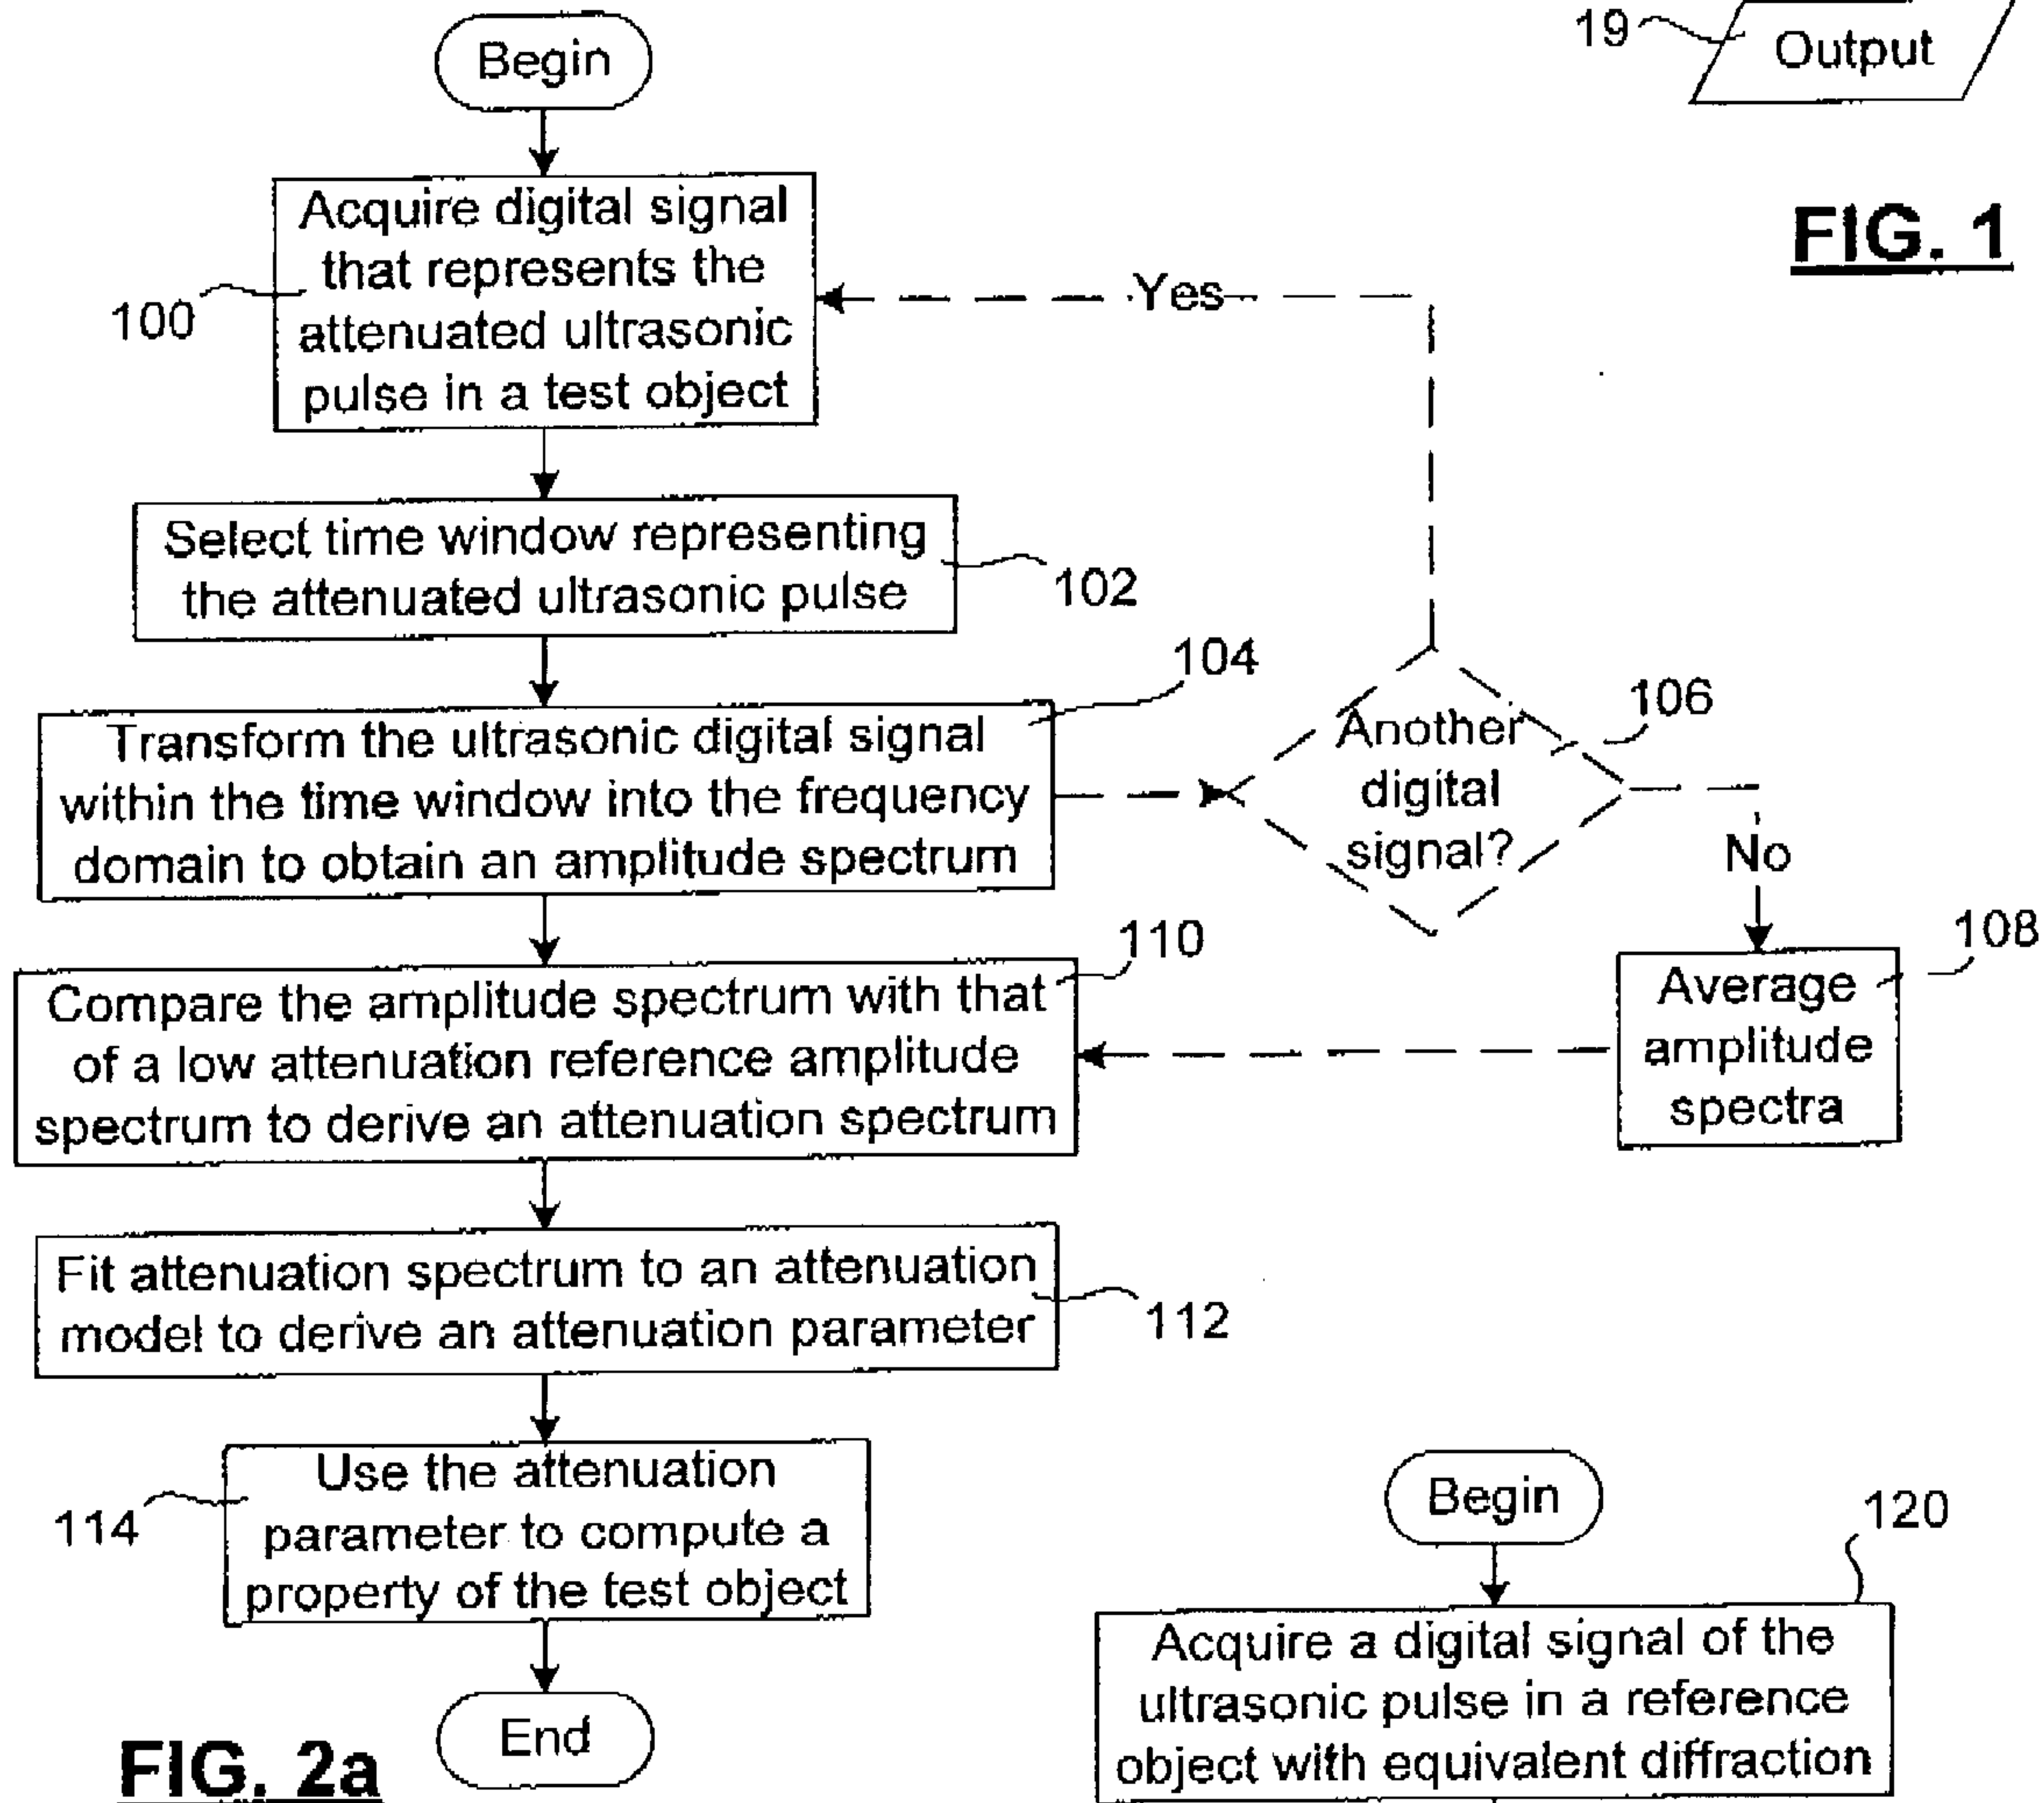 Begin
19
Output
FIG. 1
Acquire digital signal
that represents the
attenuated ultrasonic
pulse in a test object
100
Yes
Select time window representing
the attenuated ultrasonic pulse
102
104
Transform the ultrasonic digital signal
within the time window into the frequency
domain to obtain an amplitude spectrum
Another
digital
signal?
106
No
108
Average
amplitude
spectra
110
Compare the amplitude spectrum with that
of a low attenuation reference amplitude
spectrum to derive an attenuation spectrum
Fit attenuation spectrum to an attenuation
model to derive an attenuation parameter
112
Use the attenuation
parameter to compute a
property of the test object
114
End
FIG. 2a
Begin
120
Acquire a digital signal of the
ultrasonic pulse in a reference
object with equivalent diffraction